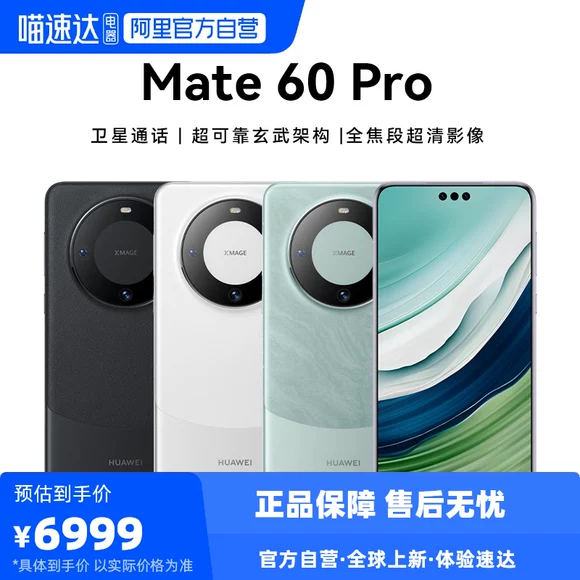 喵速达电器 阿里官方自营
Mate 60 Pro
卫星通话 | 超可靠玄武架构 |全焦段超清影像
XMAGE
XMAGE
XMAGE
HUAWEI
HUAWEI
HUAWEI
预估到手价
¥6999
*具体到手价 以实际价格为准
正品保障 售后无忧
官方自营·全球上新·体验速达